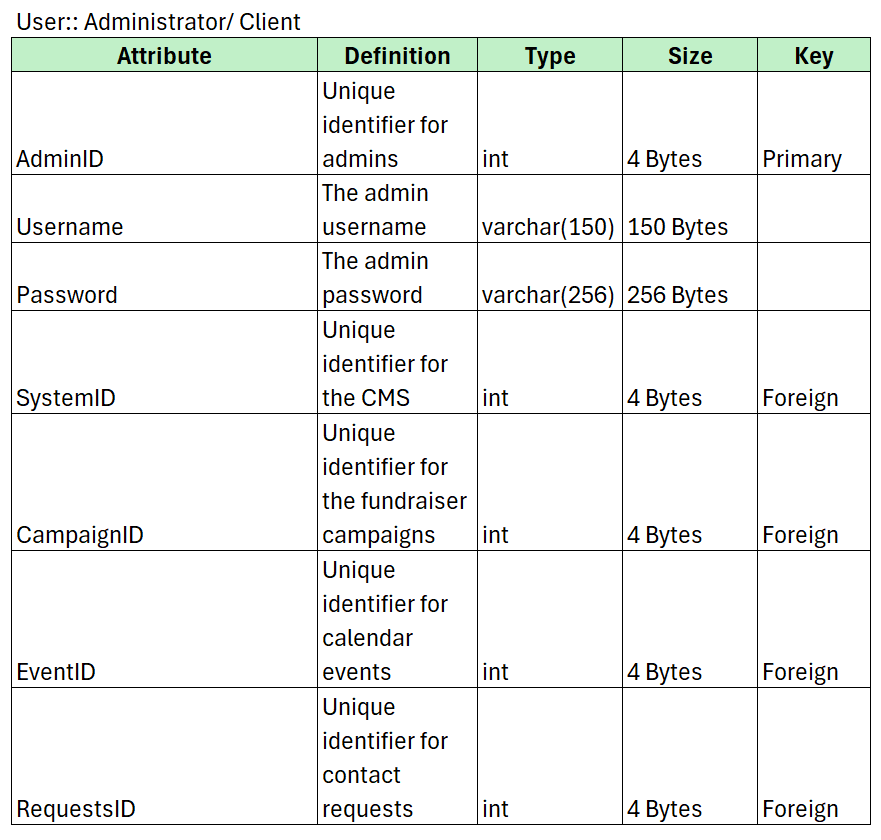 User:: Administrator/ Client
Attribute Definition Type Size Key
Unique
identifier for
AdminID admins int 4 Bytes Primary
The admin
Username username varchar(150) 150 Bytes
The admin
Password password varchar(256) 256 Bytes
Unique
identifier for
SystemID the CMS int 4 Bytes Foreign
Unique
identifier for
the fundraiser
CampaignID campaigns int 4 Bytes Foreign
Unique
identifier for
calendar
EventID events int 4 Bytes Foreign
Unique
identifier for
contact
RequestsID requests int 4 Bytes Foreign